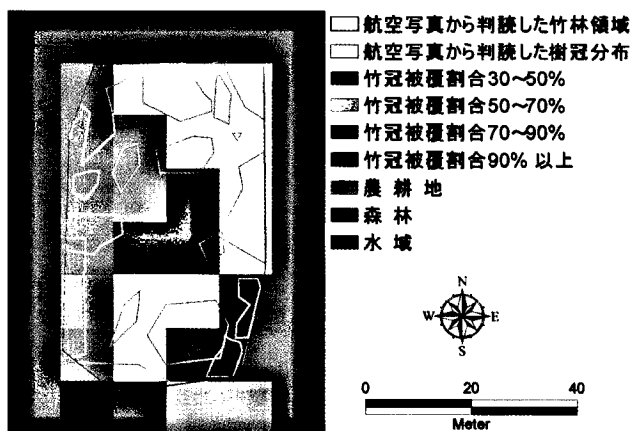 航空写真から判読した竹林領域
航空写真から判読した樹冠分布
竹冠被覆割合30~50%
竹冠被覆割合50~70%
竹冠被覆割合70~90%
竹冠被覆割合90% 以上
農 耕 地
森 林
水 域
N
W E
S
0 20 40
Meter